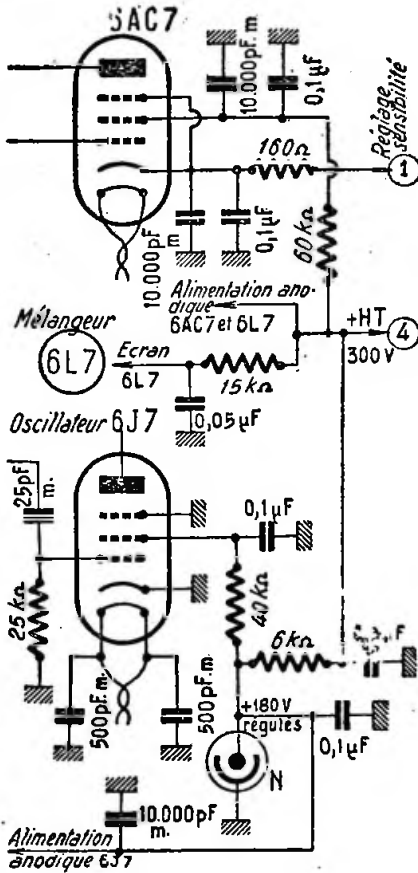 6AC7
10.000pF.m.
0,1µF
160Ω
Réglage
sensibilité
1
10.000pF
m.
0,1µF
60kΩ
Alimentation ano-
dique
6AC7 et 6L7
+HT
4
300V
Mélangeur
6L7
Ecran
6L7
15kΩ
0,05µF
Oscillateur 6J7
25pF
m.
0,1µF
25kΩ
40kΩ
6kΩ
500pF.m.
500pF.m.
+180V
régulés
N
0,1µF
10.000pF
m.
Alimentation
anodique 6J7